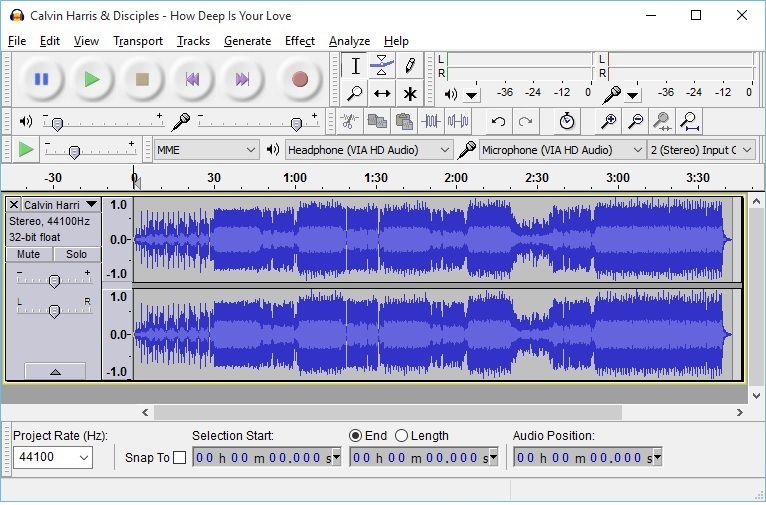 Calvin Harris & Disciples - How Deep Is Your Love
File Edit View Transport Tracks Generate Effect Analyze Help
L
R
-36 -24 -12 0
L
R
-36 -24 -12 0
MME Headphone (VIA HD Audio) Microphone (VIA HD Audio) 2 (Stereo) Input C
-30 0 30 1:00 1:30 2:00 2:30 3:00 3:30
Calvin Harri
Stereo, 44100Hz
32-bit float
Mute Solo
- +
L R
1.0
0.0-
-1.0
1.0
0.0-
-1.0
Project Rate (Hz):
44100
Snap To
Selection Start:
00 h 00 m 00.000 s
End Length
00 h 00 m 00.000 s
Audio Position:
00 h 00 m 00.000 s